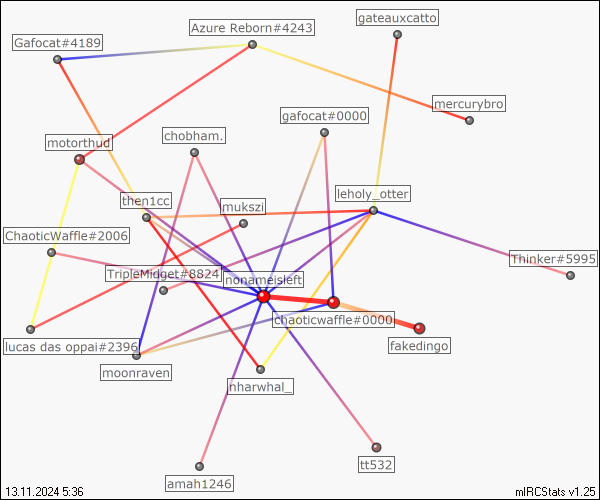 gateauxcatto
Azure Reborn#4243
Gafocat#4189
mercurybro
gafocat#0000
chobham.
motorthud
leholy_otter
then1cc
mukszi
ChaoticWaffle#2006
Thinker#5995
TripleMidget#8824
nonameisleft
chaoticwaffle#0000
lucas das oppai#2396
fakedingo
moonraven
nharwhal_
tt532
amah1246
13.11.2024 5:36
mIRCStats v1.25